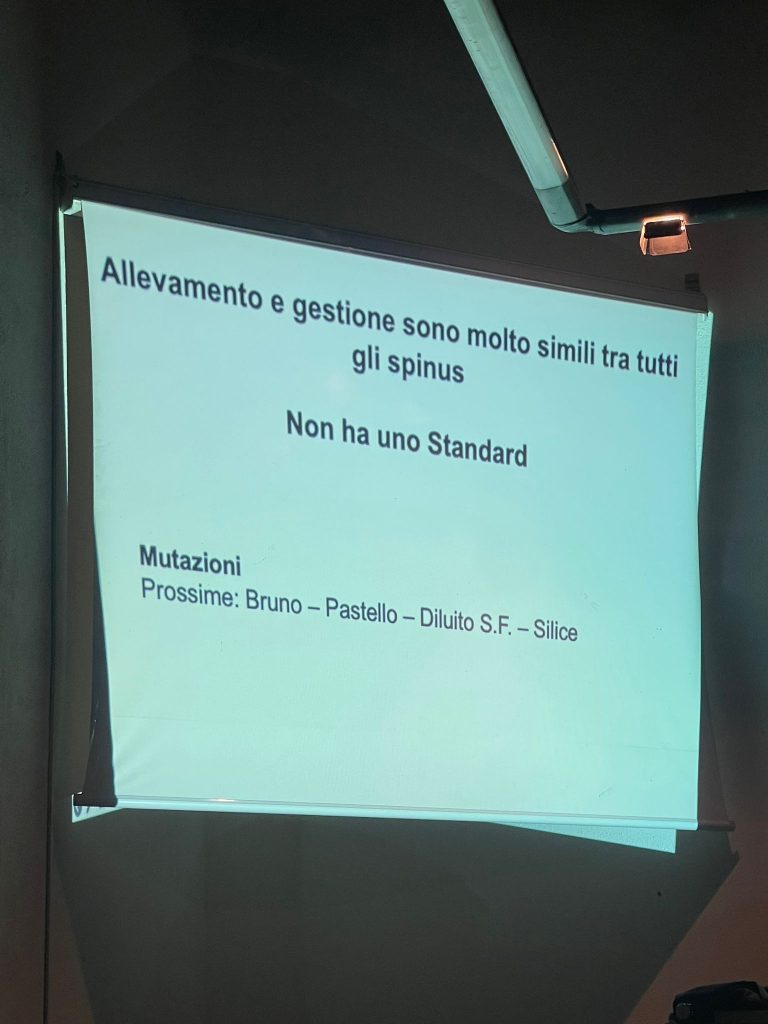 Allevamento e gestione sono molto simili tra tutti
gli spinus
Non ha uno Standard
Mutazioni
Prossime: Bruno – Pastello – Diluito S.F. – Silice